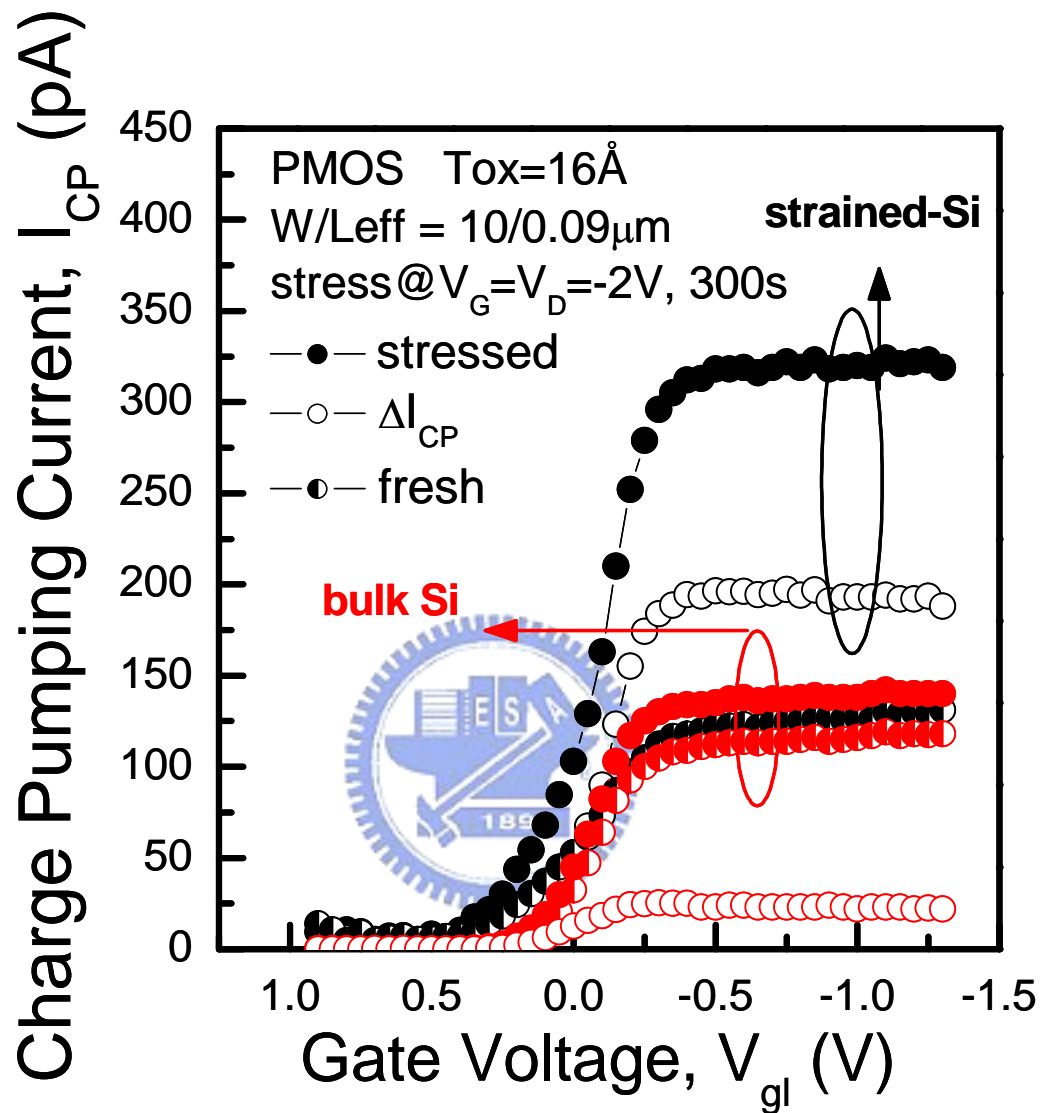 Charge Pumping Current, I_CP (pA)
450
400
350
300
250
200
150
100
50
0
PMOS Tox=16Å
W/Leff = 10/0.09μm
stress@V_G=V_D=-2V, 300s
stressed
ΔI_CP
fresh
strained-Si
bulk Si
E S A
189
1.0 0.5 0.0 -0.5 -1.0 -1.5
Gate Voltage, V_gl (V)